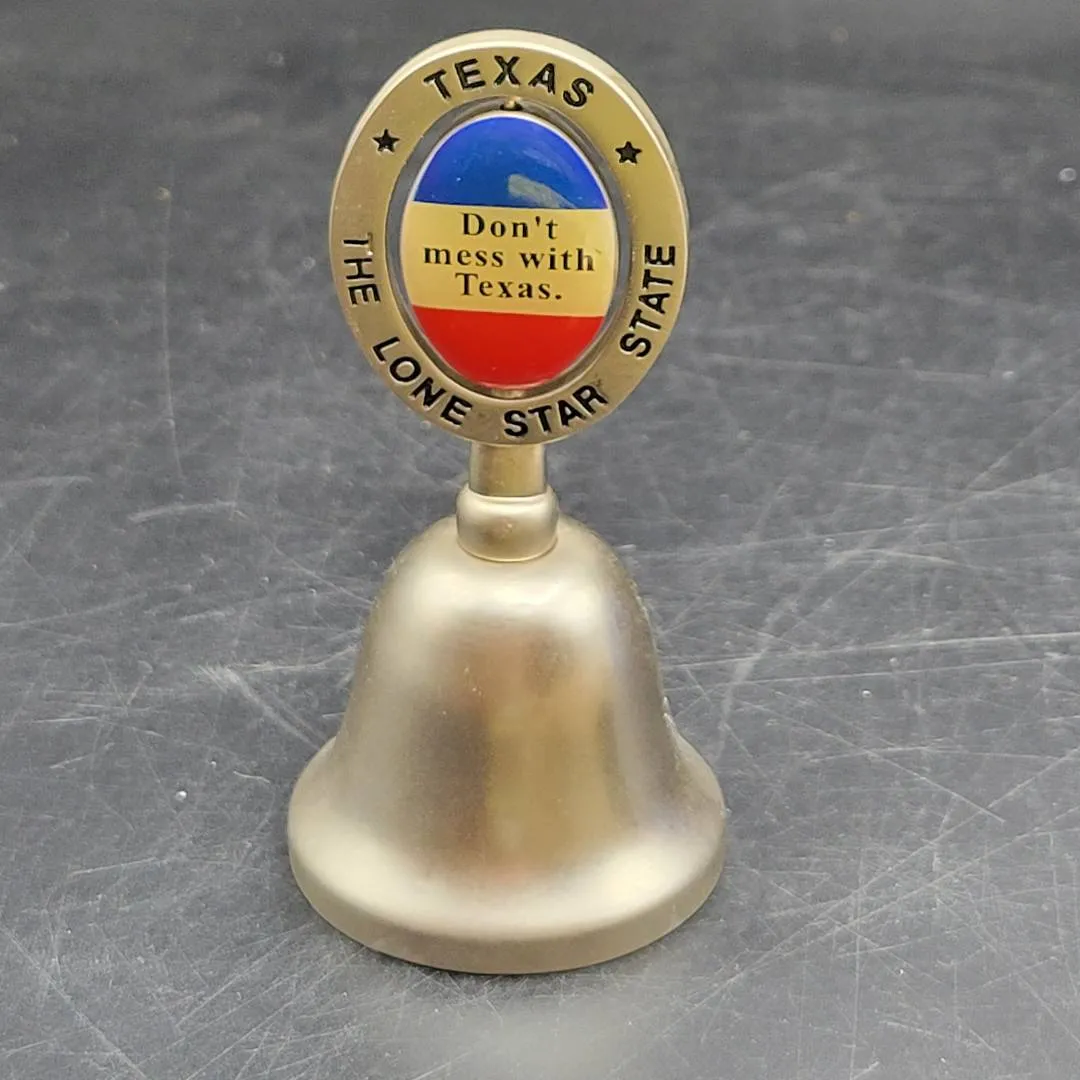 TEXAS
Don't
mess with
Texas.
THE LONE STAR STATE